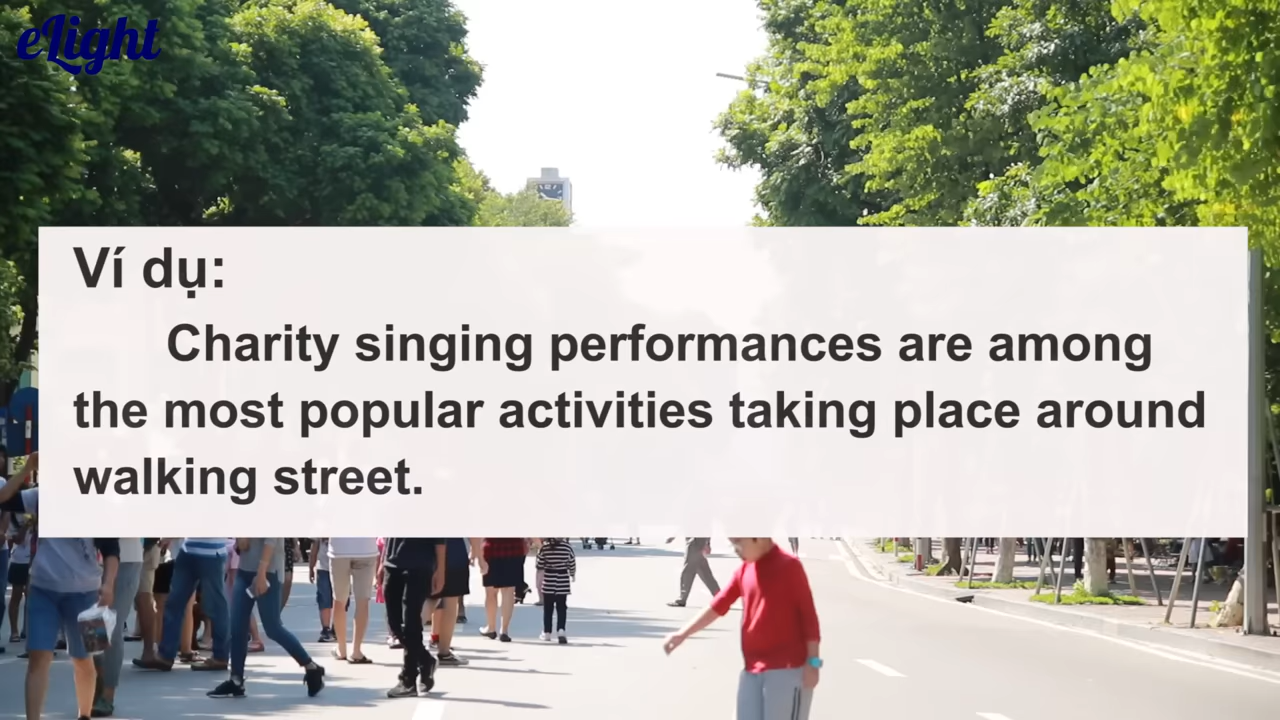 eLight
Ví dụ:
Charity singing performances are among
the most popular activities taking place around
walking street.